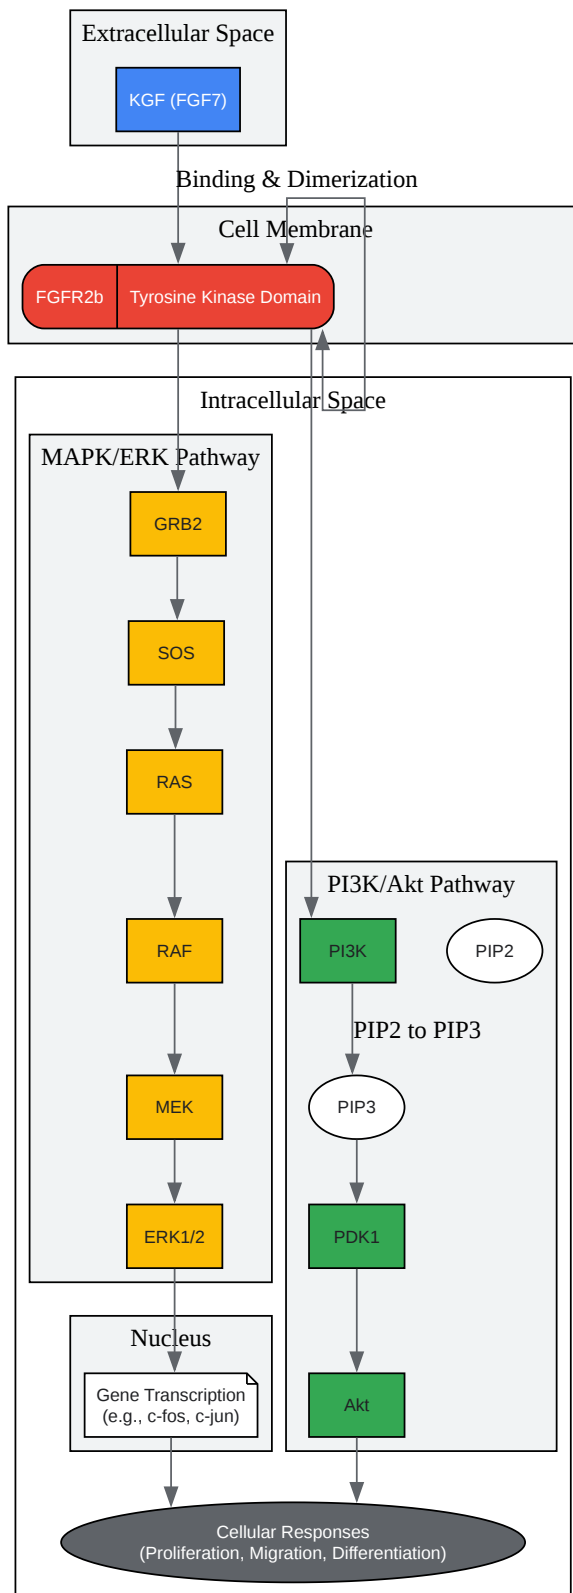 Extracellular Space
KGF (FGF7)
Binding & Dimerization
Cell Membrane
FGFR2b
Tyrosine Kinase Domain
Intracellular Space
MAPK/ERK Pathway
GRB2
SOS
RAS
RAF
MEK
ERK1/2
PI3K/Akt Pathway
PI3K
PIP2
PIP2 to PIP3
PIP3
PDK1
Akt
Nucleus
Gene Transcription
(e.g., c-fos, c-jun)
Cellular Responses
(Proliferation, Migration, Differentiation)